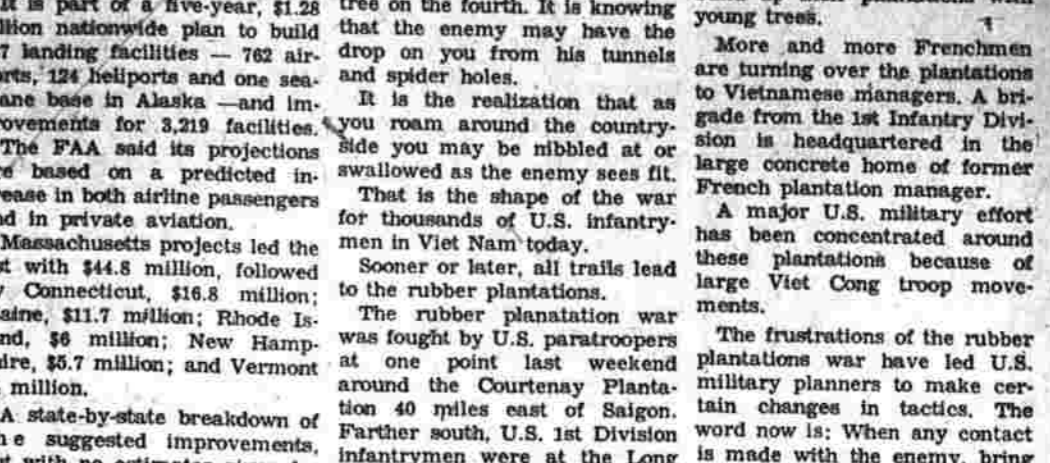 It is part of a five-year, $1.28
llion nationwide plan to build
7 landing facilities — 762 air-
orts, 124 heliports and one sea-
ane base in Alaska —and im-
ovements for 3,219 facilities.
The FAA said its projections
e based on a predicted in-
ease in both airline passengers
nd in private aviation.
Massachusetts projects led the
t with $44.8 million, followed
y Connecticut, $16.8 million;
aine, $11.7 million; Rhode Is-
nd, $6 million; New Hamp-
ire, $5.7 million; and Vermont
million.
A state-by-state breakdown of
he suggested improvements,
tree on the fourth. It is knowing
that the enemy may have the
drop on you from his tunnels
and spider holes.
It is the realization that as
you roam around the country-
side you may be nibbled at or
swallowed as the enemy sees fit.
That is the shape of the war
for thousands of U.S. infantry-
men in Viet Nam today.
Sooner or later, all trails lead
to the rubber plantations.
The rubber planatation war
was fought by U.S. paratroopers
at one point last weekend
around the Courtenay Planta-
tion 40 miles east of Saigon.
Farther south, U.S. 1st Division
infantrymen were at the Long
young trees.
More and more Frenchmen
are turning over the plantations
to Vietnamese managers. A bri-
gade from the 1st Infantry Divi-
sion is headquartered in the
large concrete home of former
French plantation manager.
A major U.S. military effort
has been concentrated around
these plantations because of
large Viet Cong troop move-
ments.
The frustrations of the rubber
plantations war have led U.S.
military planners to make cer-
tain changes in tactics. The
word now is: When any contact
is made with the enemy, bring